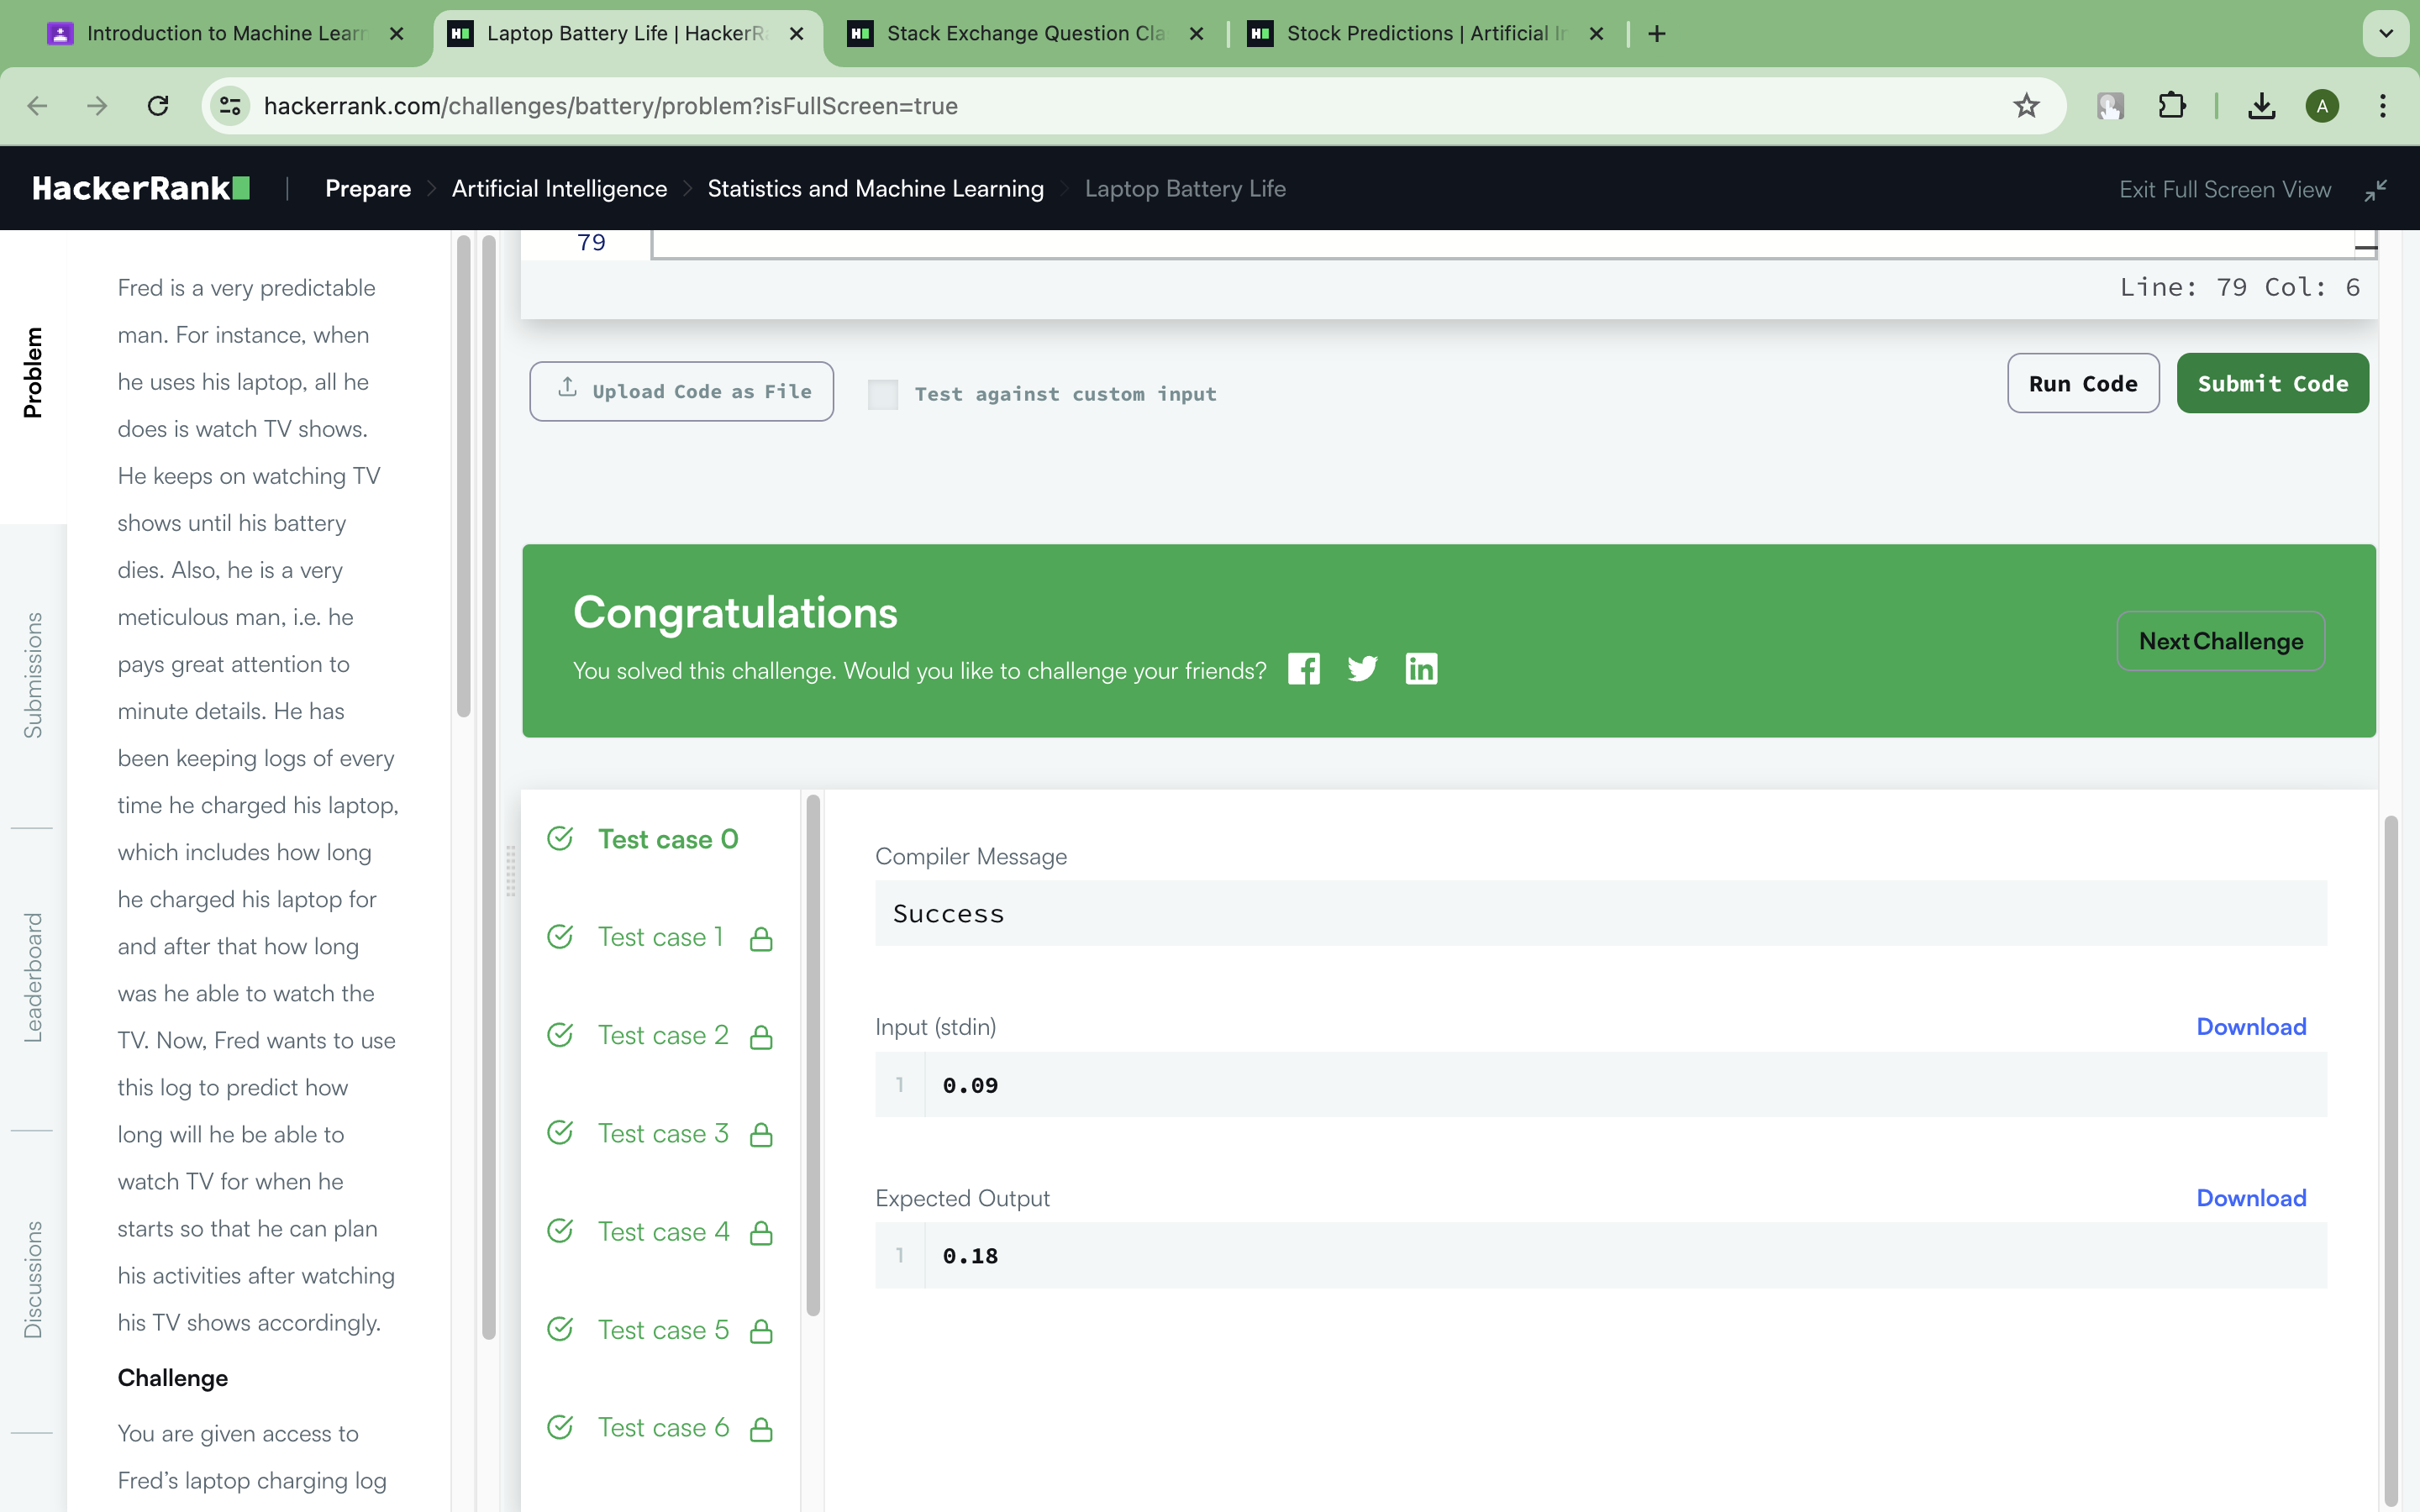 Introduction to Machine Learn
Laptop Battery Life | HackerRa
Stack Exchange Question Cla
Stock Predictions | Artificial In
hackerrank.com/challenges/battery/problem?isFullScreen=true
A
HackerRank
Prepare
Artificial Intelligence
Statistics and Machine Learning
Laptop Battery Life
Exit Full Screen View
Problem
Submissions
Leaderboard
Discussions
Fred is a very predictable
man. For instance, when
he uses his laptop, all he
does is watch TV shows.
He keeps on watching TV
shows until his battery
dies. Also, he is a very
meticulous man, i.e. he
pays great attention to
minute details. He has
been keeping logs of every
time he charged his laptop,
which includes how long
he charged his laptop for
and after that how long
was he able to watch the
TV. Now, Fred wants to use
this log to predict how
long will he be able to
watch TV for when he
starts so that he can plan
his activities after watching
his TV shows accordingly.
Challenge
You are given access to
Fred’s laptop charging log
79
Line: 79 Col: 6
Upload Code as File
Test against custom input
Run Code
Submit Code
Congratulations
You solved this challenge. Would you like to challenge your friends?
Next Challenge
Test case 0
Test case 1
Test case 2
Test case 3
Test case 4
Test case 5
Test case 6
Compiler Message
Success
Input (stdin)
Download
1 0.09
Expected Output
Download
1 0.18